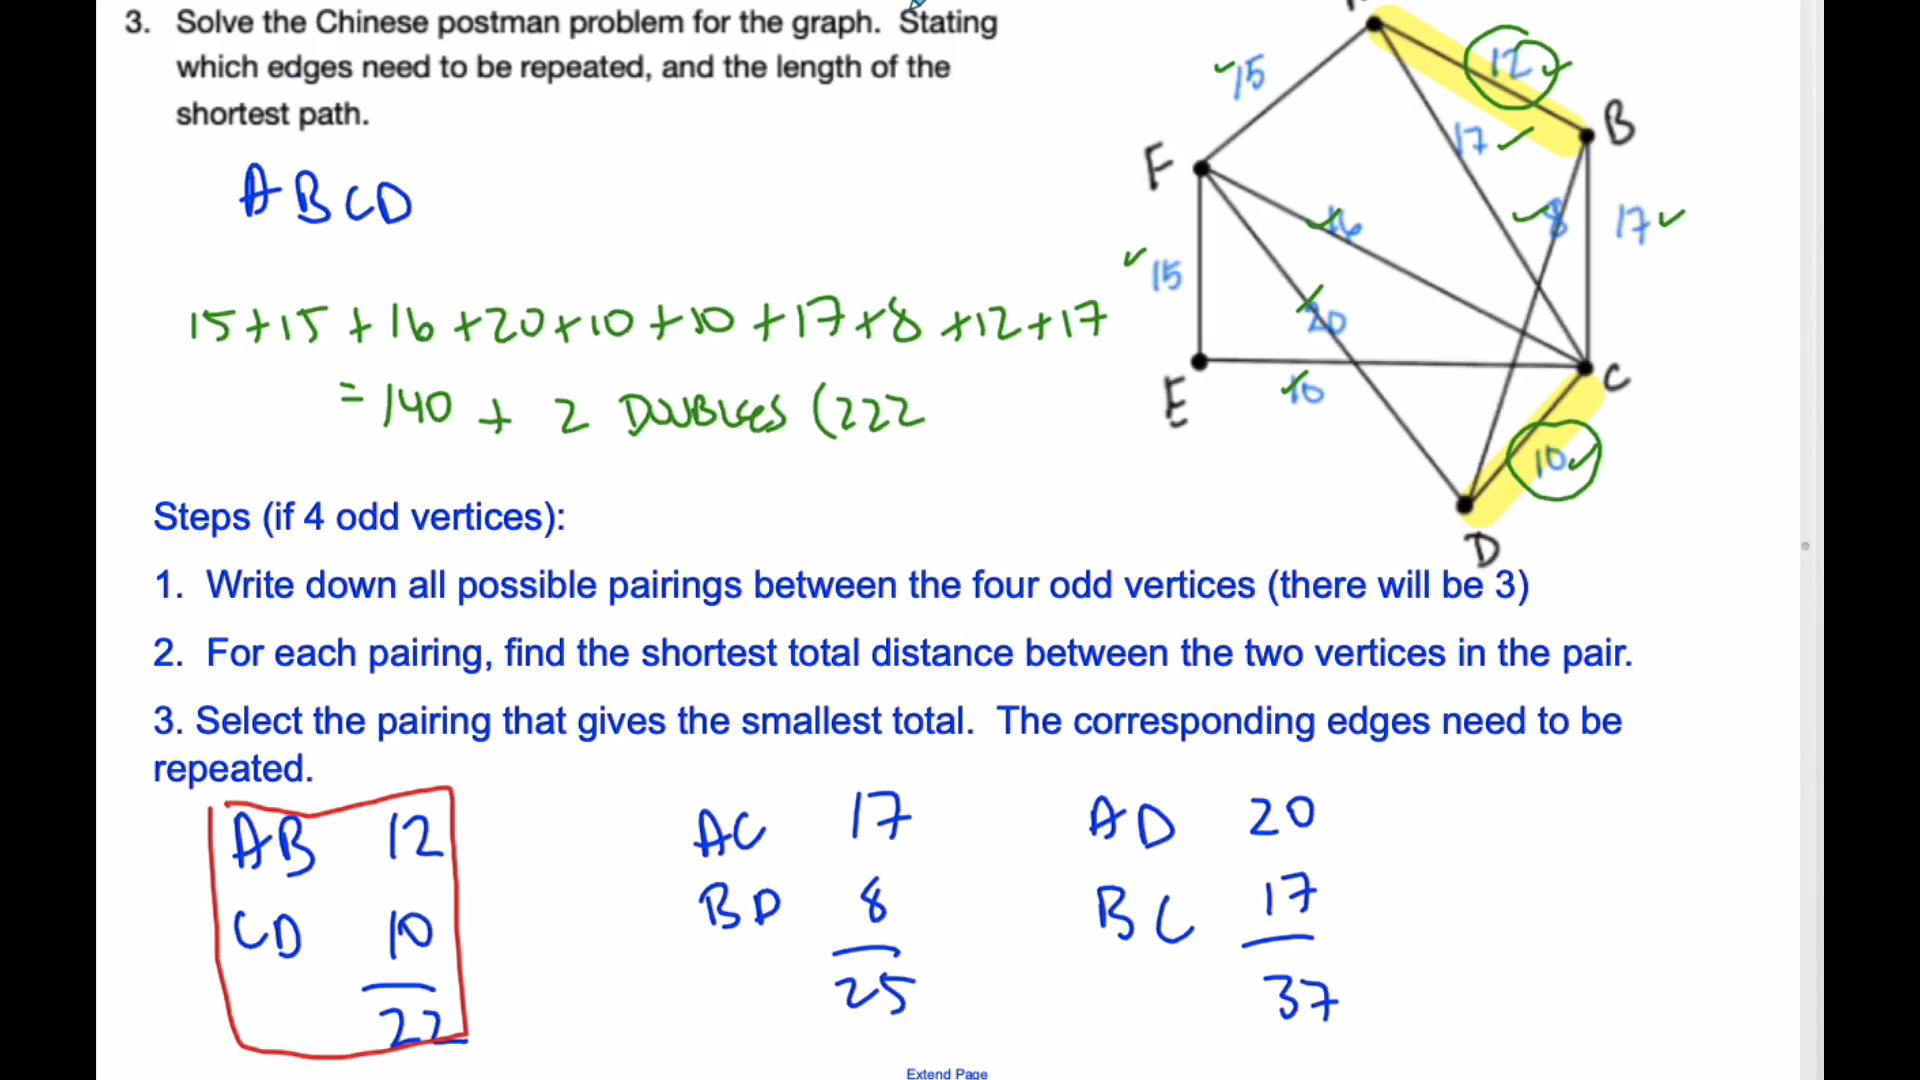 3. Solve the Chinese postman problem for the graph. Stating
which edges need to be repeated, and the length of the
shortest path.
A B C D
15+15 + 16 +20+10 +10 +17+8 +12+17
= 140 + 2 DOUBLES (222
12
15
17
B
F
16
8
17
15
20
E
10
C
10
D
Steps (if 4 odd vertices):
1. Write down all possible pairings between the four odd vertices (there will be 3)
2. For each pairing, find the shortest total distance between the two vertices in the pair.
3. Select the pairing that gives the smallest total. The corresponding edges need to be
repeated.
AB 12
CD 10
22
AC 17
BD 8
25
AD 20
BC 17
37
Extend Page